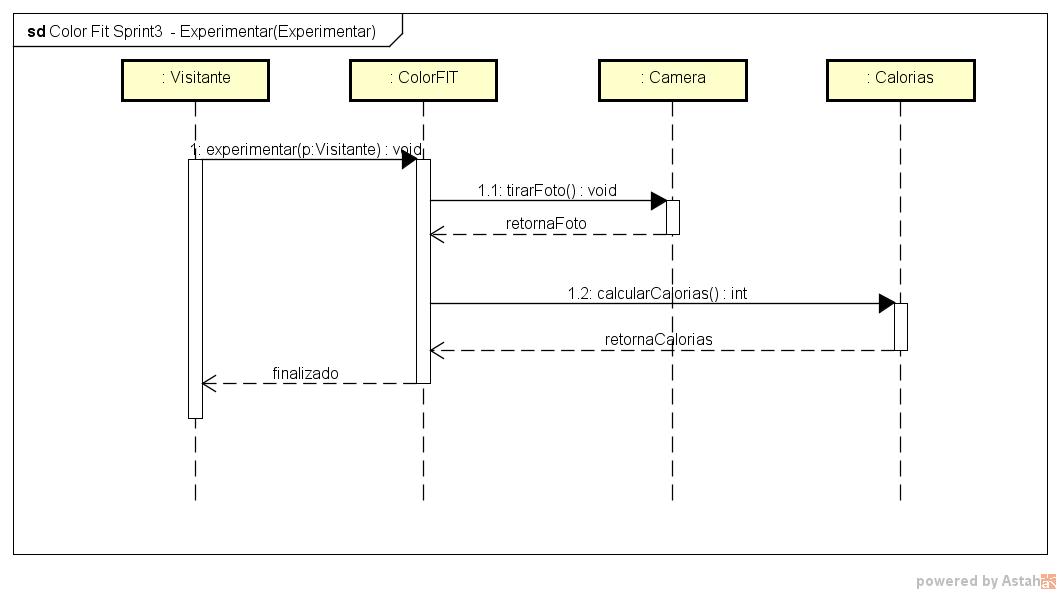 sd Color Fit Sprint3 - Experimentar(Experimentar)
: Visitante
: ColorFIT
: Camera
: Calorias
1: experimentar(p:Visitante) : void
1.1: tirarFoto() : void
retornaFoto
1.2: calcularCalorias() : int
retornaCalorias
finalizado
powered by Astah